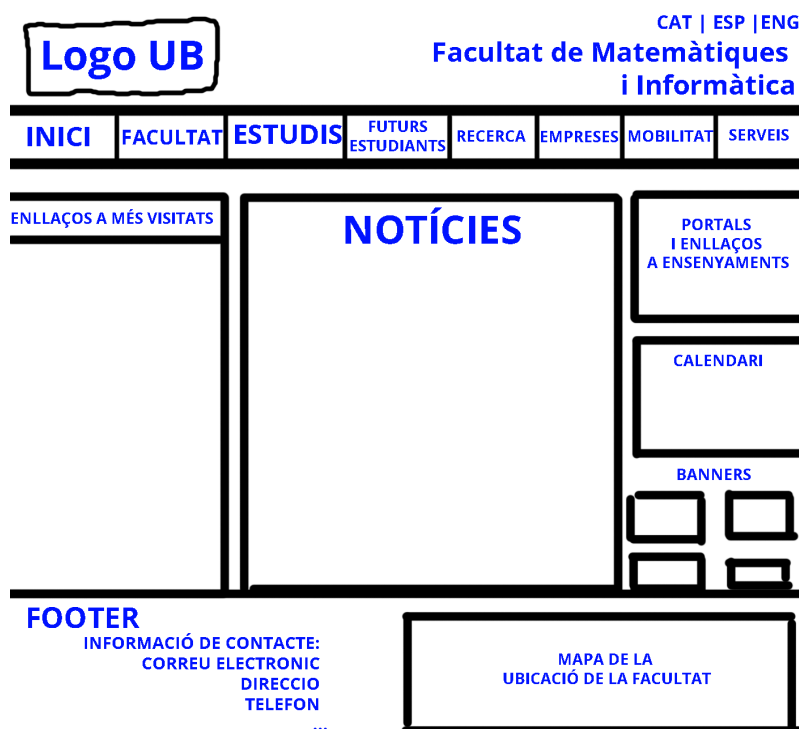 CAT | ESP |ENG
Logo UB
Facultat de Matemàtiques
i Informàtica
INICI
FACULTAT
ESTUDIS
FUTURS
ESTUDIANTS
RECERCA
EMPRESES
MOBILITAT
SERVEIS
ENLLAÇOS A MÉS VISITATS
NOTÍCIES
PORTALS
I ENLLAÇOS
A ENSENYAMENTS
CALENDARI
BANNERS
FOOTER
INFORMACIÓ DE CONTACTE:
CORREU ELECTRONIC
DIRECCIO
TELEFON
...
MAPA DE LA
UBICACIÓ DE LA FACULTAT